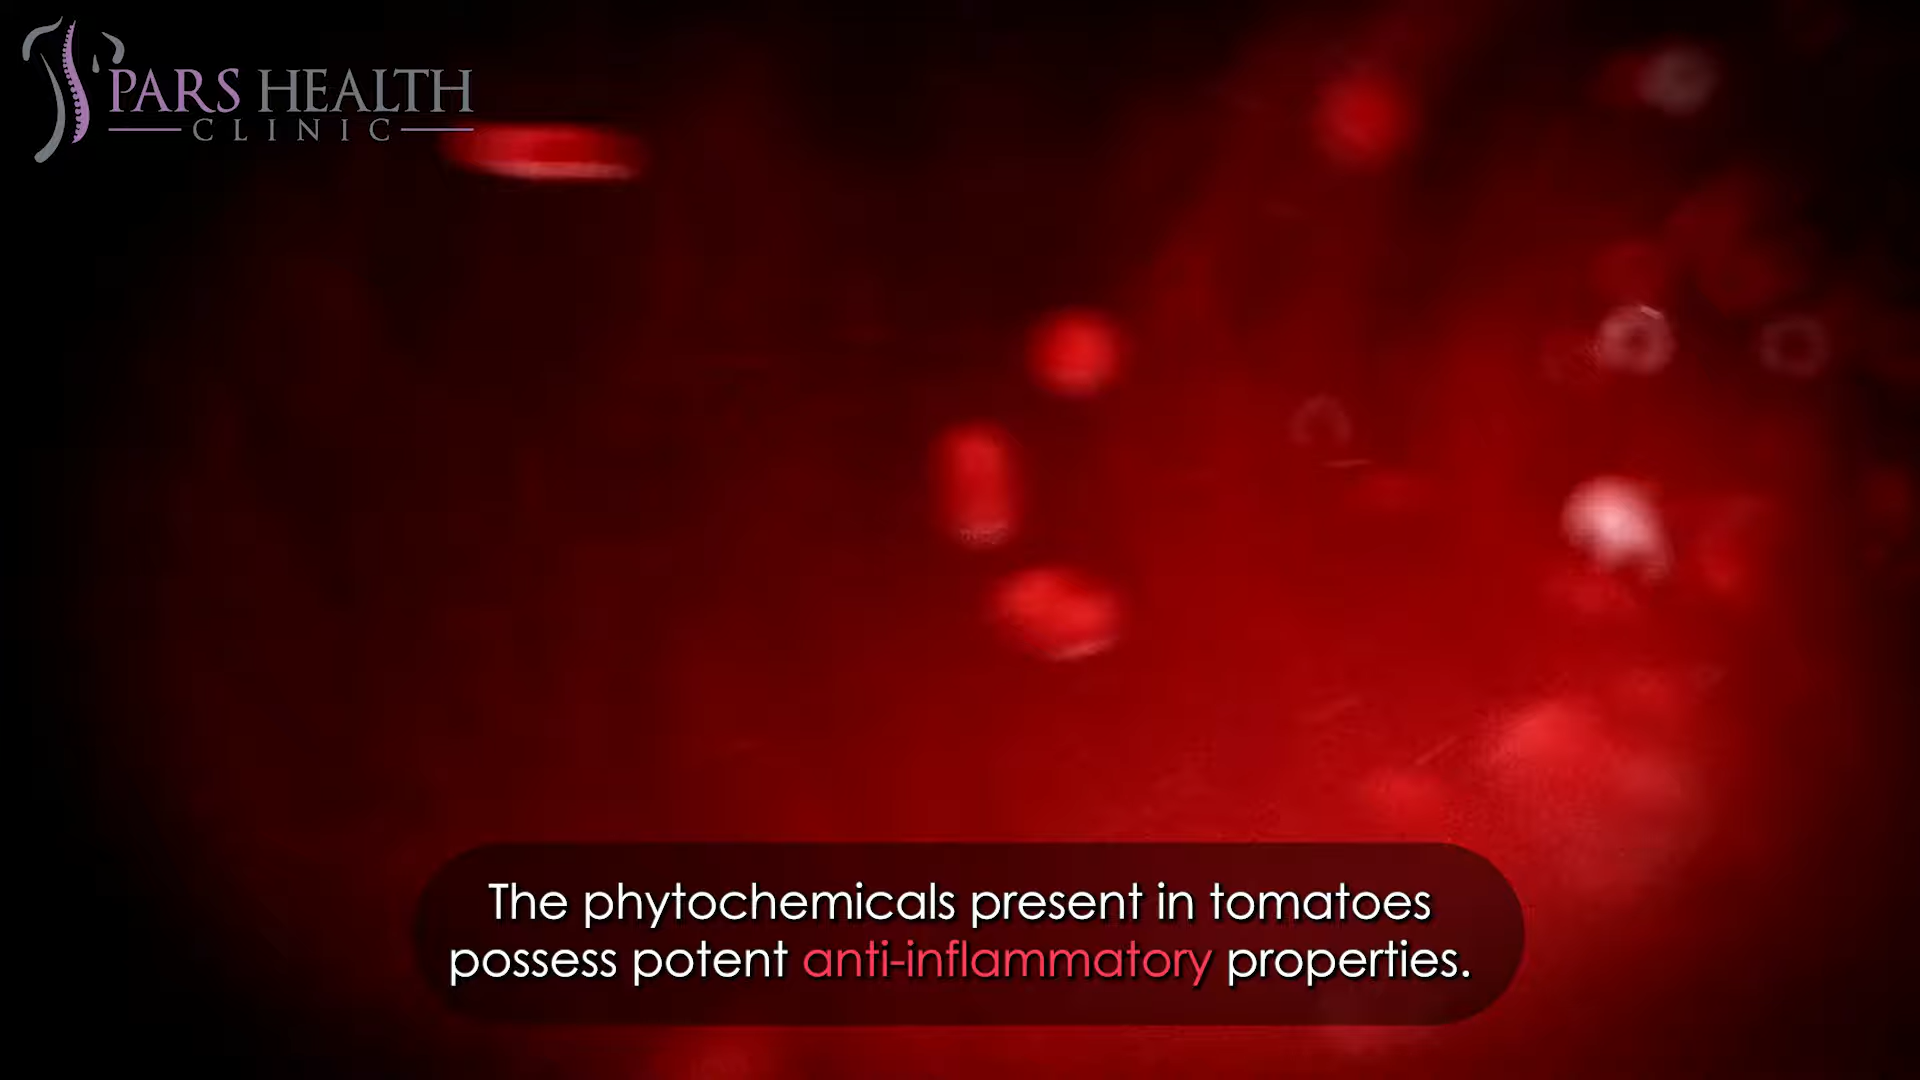 PARS HEALTH
CLINIC
The phytochemicals present in tomatoes
possess potent anti-inflammatory properties.